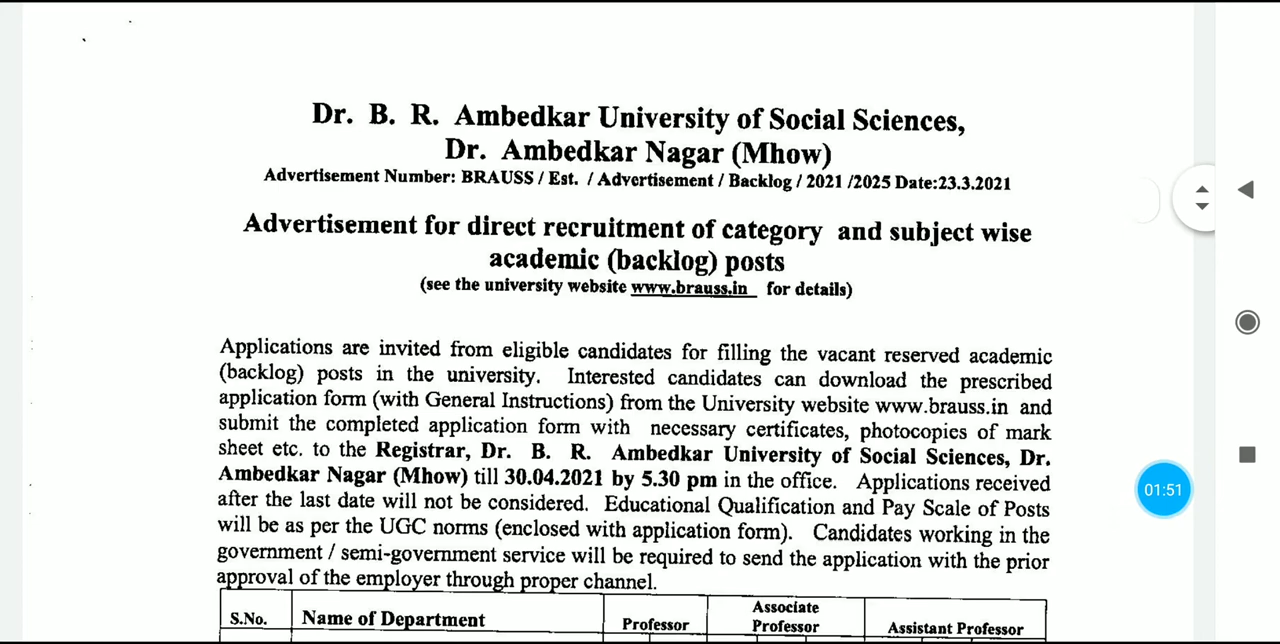 Dr. B. R. Ambedkar University of Social Sciences,
Dr. Ambedkar Nagar (Mhow)
Advertisement Number: BRAUSS / Est. / Advertisement / Backlog / 2021 /2025 Date:23.3.2021
Advertisement for direct recruitment of category and subject wise
academic (backlog) posts
(see the university website www.brauss.in for details)
Applications are invited from eligible candidates for filling the vacant reserved academic
(backlog) posts in the university. Interested candidates can download the prescribed
application form (with General Instructions) from the University website www.brauss.in and
submit the completed application form with necessary certificates, photocopies of mark
sheet etc. to the Registrar, Dr. B. R. Ambedkar University of Social Sciences, Dr.
Ambedkar Nagar (Mhow) till 30.04.2021 by 5.30 pm in the office. Applications received
after the last date will not be considered. Educational Qualification and Pay Scale of Posts
will be as per the UGC norms (enclosed with application form). Candidates working in the
government / semi-government service will be required to send the application with the prior
approval of the employer through proper channel.
S.No. Name of Department Professor Associate Professor Assistant Professor
01:51